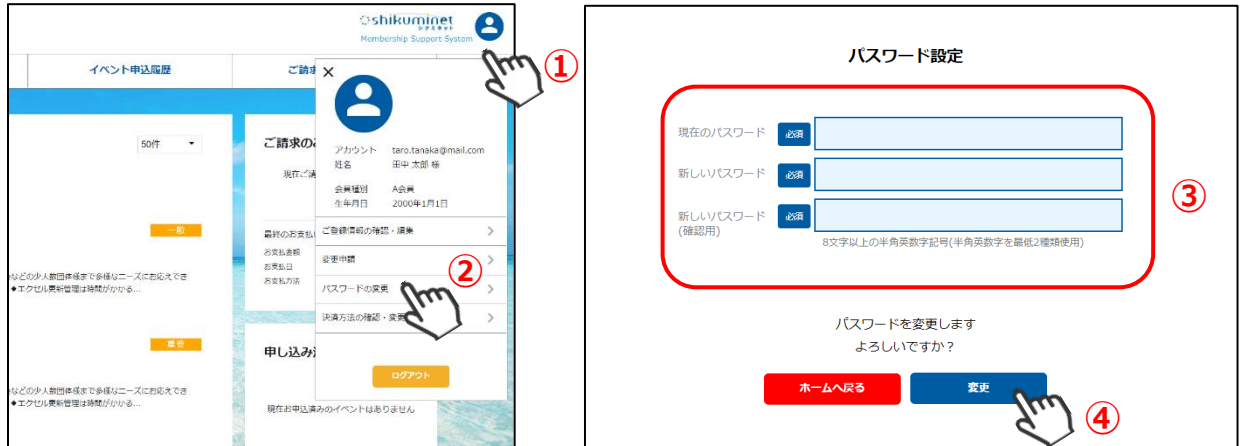 shikuminet
シクミネット
Membership Support System
①
イベント申込履歴
ご請求
×
50件
ご請求の
アカウント taro.tanaka@mail.com
姓名 田中 太郎 様
現在ご請
会員種別 A会員
生年月日 2000年1月1日
一般
最終のお支払い
ご登録情報の確認・編集
お支払金額
お支払日
お支払方法
変更申請
②
などの少人数団体様まで多様なニーズにお応えでき
◆エクセル更新管理は時間がかかる...
パスワードの変更
決済方法の確認・変更
重要
申し込み済
ログアウト
などの少人数団体様まで多様なニーズにお応えでき
◆エクセル更新管理は時間がかかる...
現在お申込済みのイベントはありません
パスワード設定
現在のパスワード 必須
新しいパスワード 必須
③
新しいパスワード 必須
(確認用)
8文字以上の半角英数字記号(半角英数字を最低2種類使用)
パスワードを変更します
よろしいですか？
ホームへ戻る 変更
④